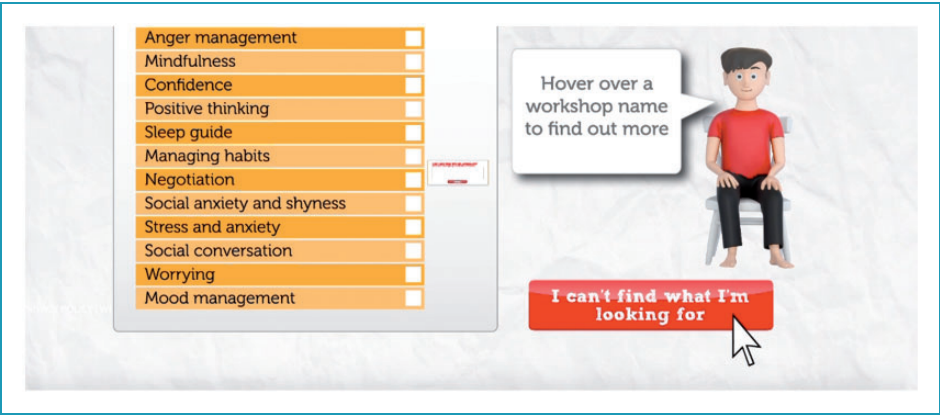 Anger management
Mindfulness
Confidence
Positive thinking
Sleep guide
Managing habits
Negotiation
Social anxiety and shyness
Stress and anxiety
Social conversation
Worrying
Mood management
Hover over a
workshop name
to find out more
I can't find what I'm
looking for